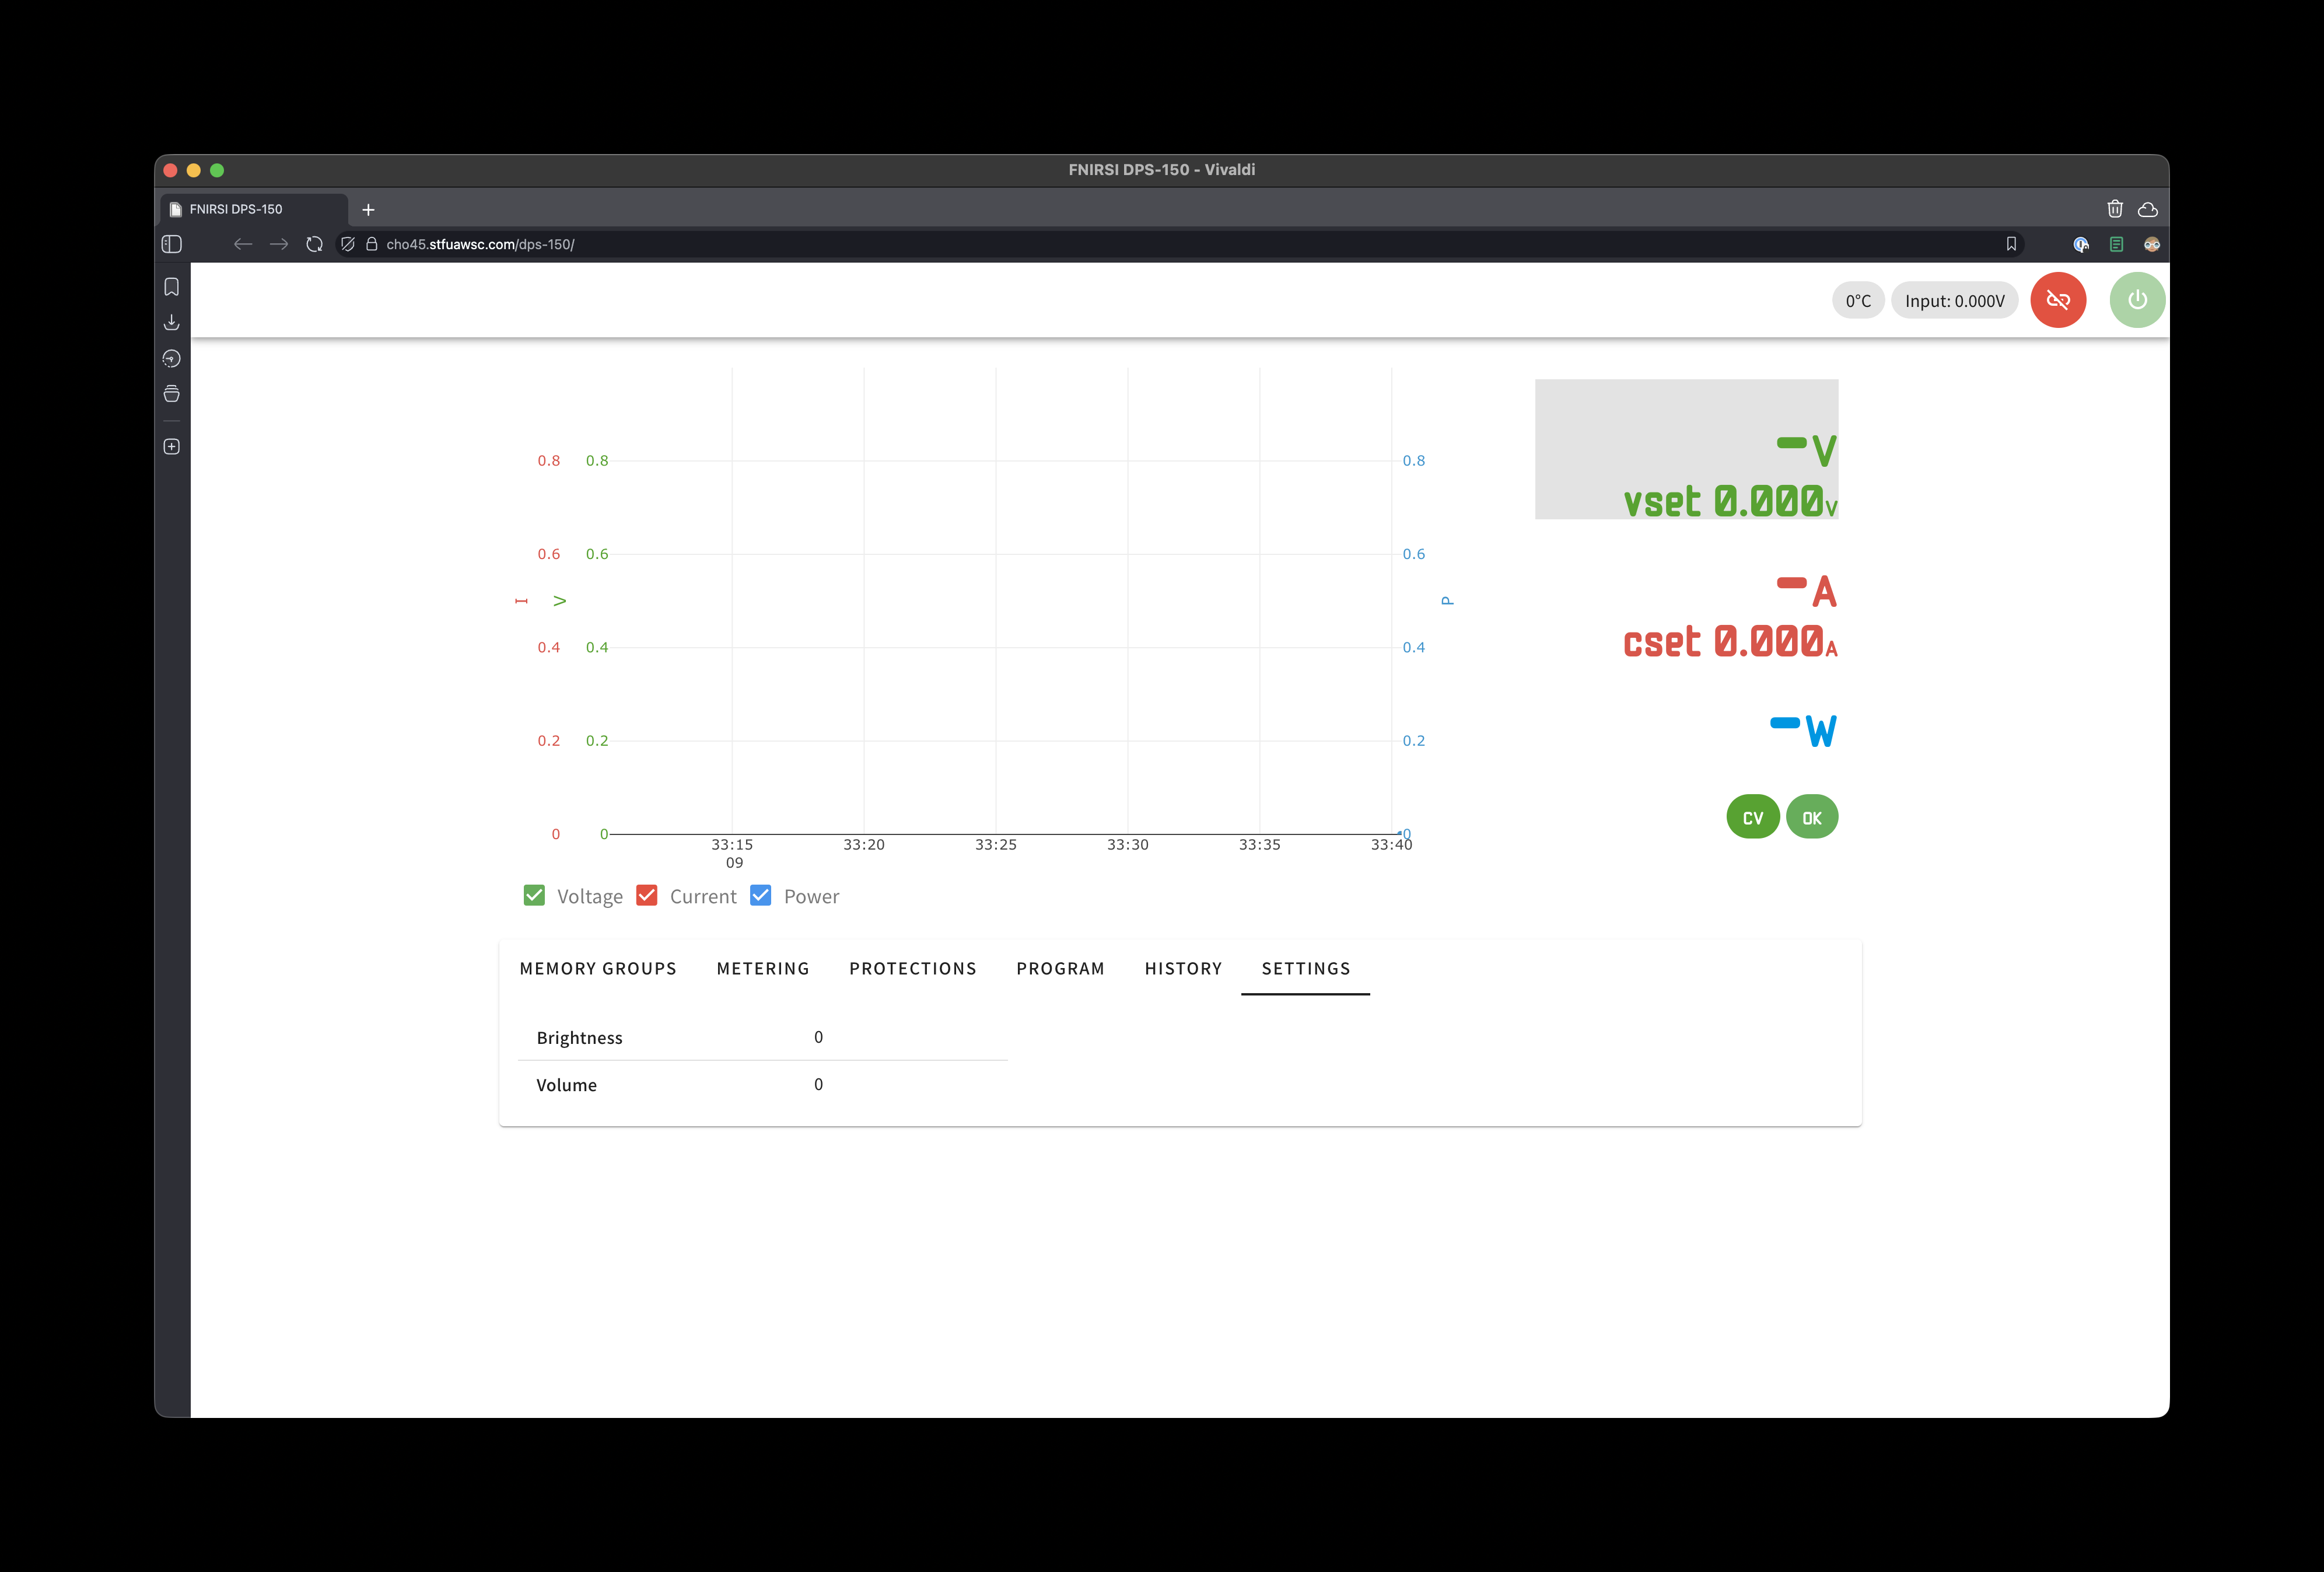 FNIRSI DPS-150 - Vivaldi
FNIRSI DPS-150
cho45.stfuawsc.com/dps-150/
0°C
Input: 0.000V
0.8 0.8 0.8
0.6 0.6 0.6
I V P
0.4 0.4 0.4
0.2 0.2 0.2
0 0 0
33:15 33:20 33:25 33:30 33:35 33:40
09
Voltage Current Power
-V
vset 0.000V
-A
cset 0.000A
-W
CV OK
MEMORY GROUPS METERING PROTECTIONS PROGRAM HISTORY SETTINGS
Brightness 0
Volume 0